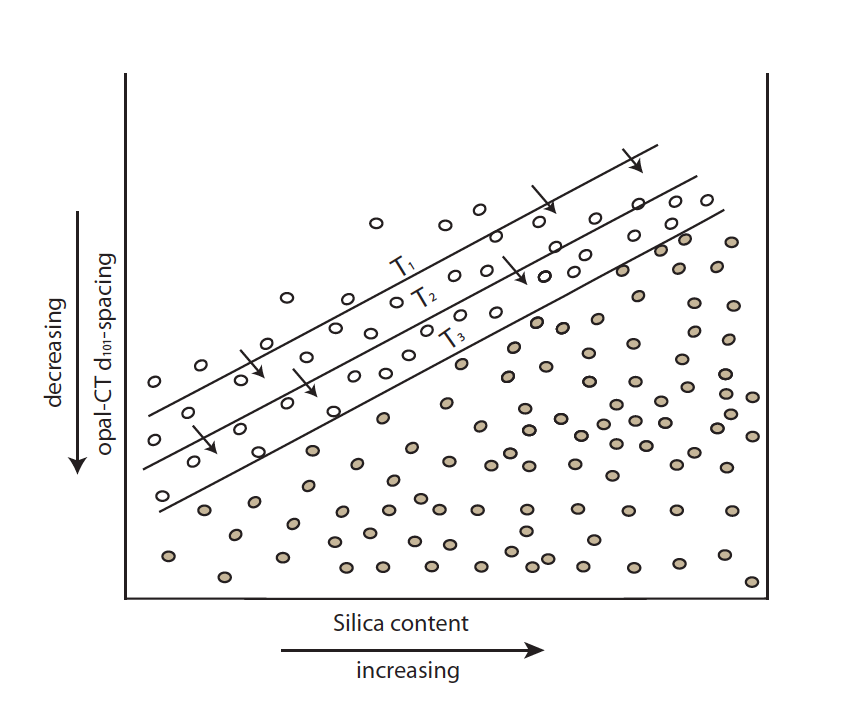 T₁
T₂
T₃
decreasing
opal-CT d₁₀₁-spacing
Silica content
increasing